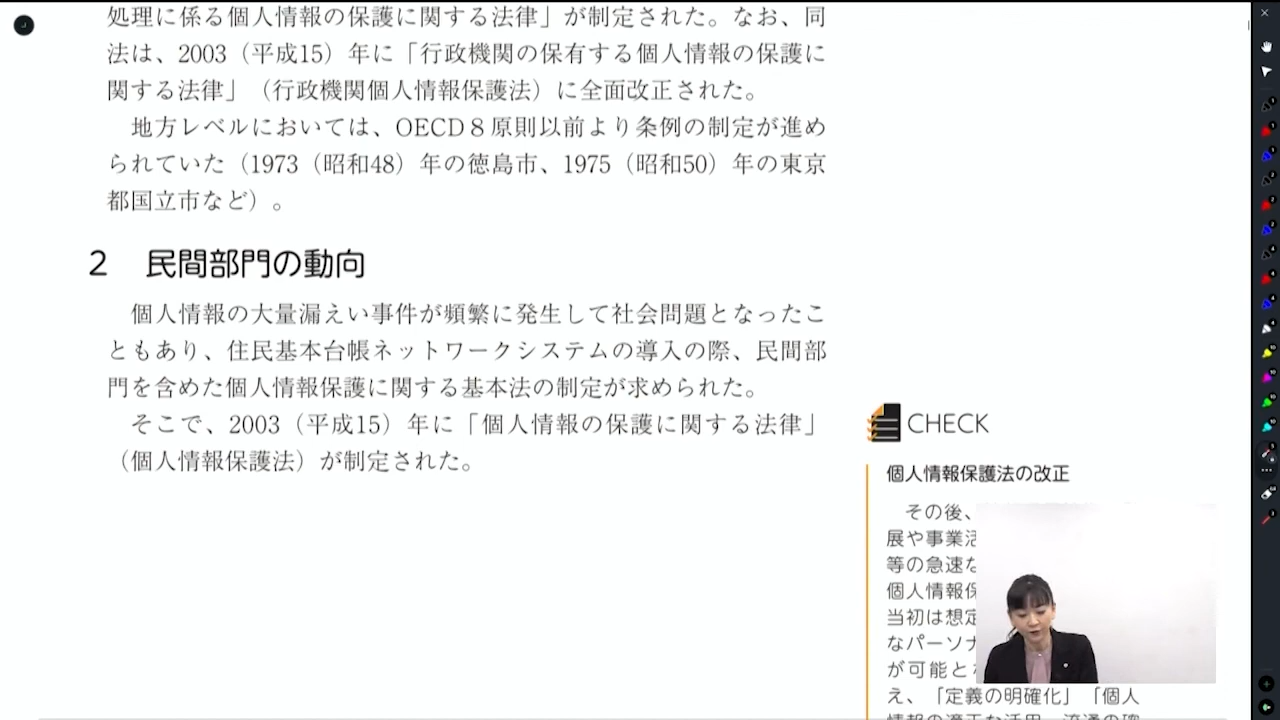 処理に係る個人情報の保護に関する法律」が制定された。なお、同
法は、2003（平成15）年に「行政機関の保有する個人情報の保護に
関する法律」（行政機関個人情報保護法）に全面改正された。
地方レベルにおいては、OECD８原則以前より条例の制定が進め
られていた（1973（昭和48）年の徳島市、1975（昭和50）年の東京
都国立市など）。
2 民間部門の動向
個人情報の大量漏えい事件が頻繁に発生して社会問題となったこ
ともあり、住民基本台帳ネットワークシステムの導入の際、民間部
門を含めた個人情報保護に関する基本法の制定が求められた。
そこで、2003（平成15）年に「個人情報の保護に関する法律」
（個人情報保護法）が制定された。
CHECK
個人情報保護法の改正
その後、
展や事業活
等の急速な
個人情報保
当初は想定
なパーソナ
が可能と
え、「定義の明確化」「個人